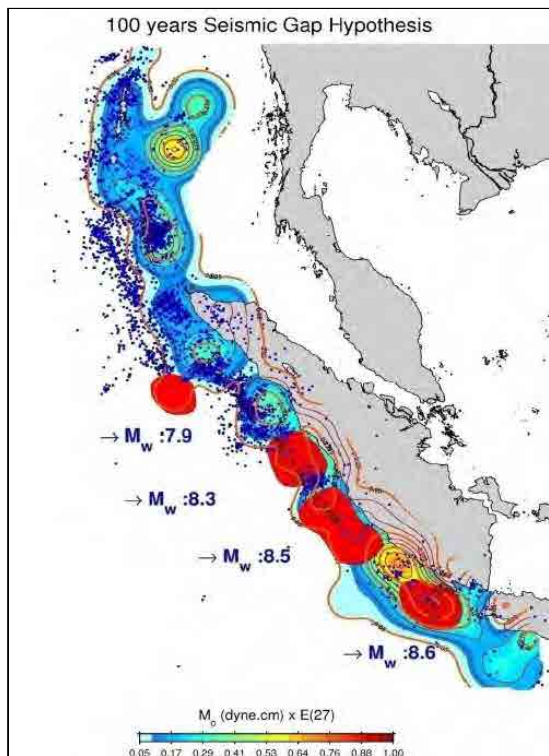 100 years Seismic Gap Hypothesis
→ Mw :7.9
→ Mw :8.3
→ Mw :8.5
→ Mw :8.6
Mo (dyne.cm) x E(27)
0.05 0.17 0.29 0.41 0.53 0.64 0.76 0.88 1.00